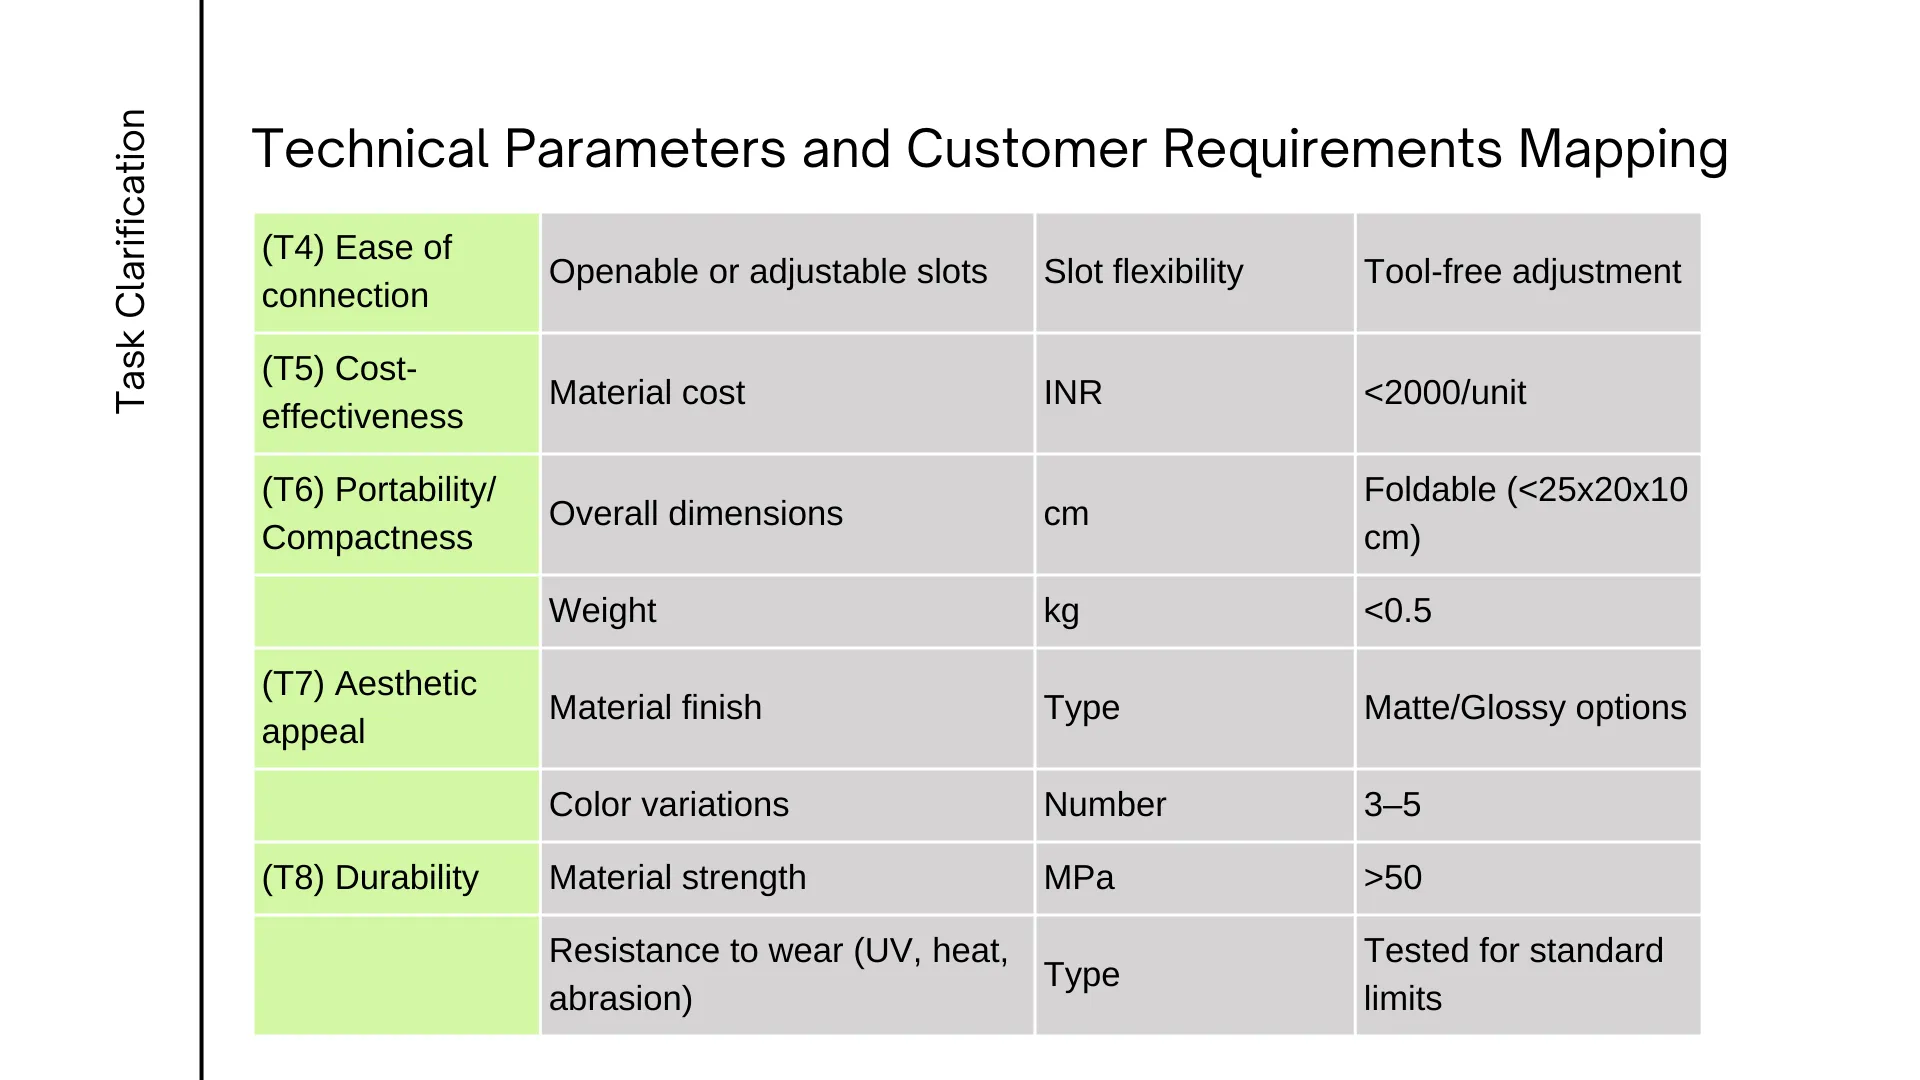 Task Clarification
Technical Parameters and Customer Requirements Mapping
(T4) Ease of
connection
Openable or adjustable slots
Slot flexibility
Tool-free adjustment
(T5) Cost-
effectiveness
Material cost
INR
<2000/unit
(T6) Portability/
Compactness
Overall dimensions
cm
Foldable (<25x20x10
cm)
Weight
kg
<0.5
(T7) Aesthetic
appeal
Material finish
Type
Matte/Glossy options
Color variations
Number
3–5
(T8) Durability
Material strength
MPa
>50
Resistance to wear (UV, heat,
abrasion)
Type
Tested for standard
limits